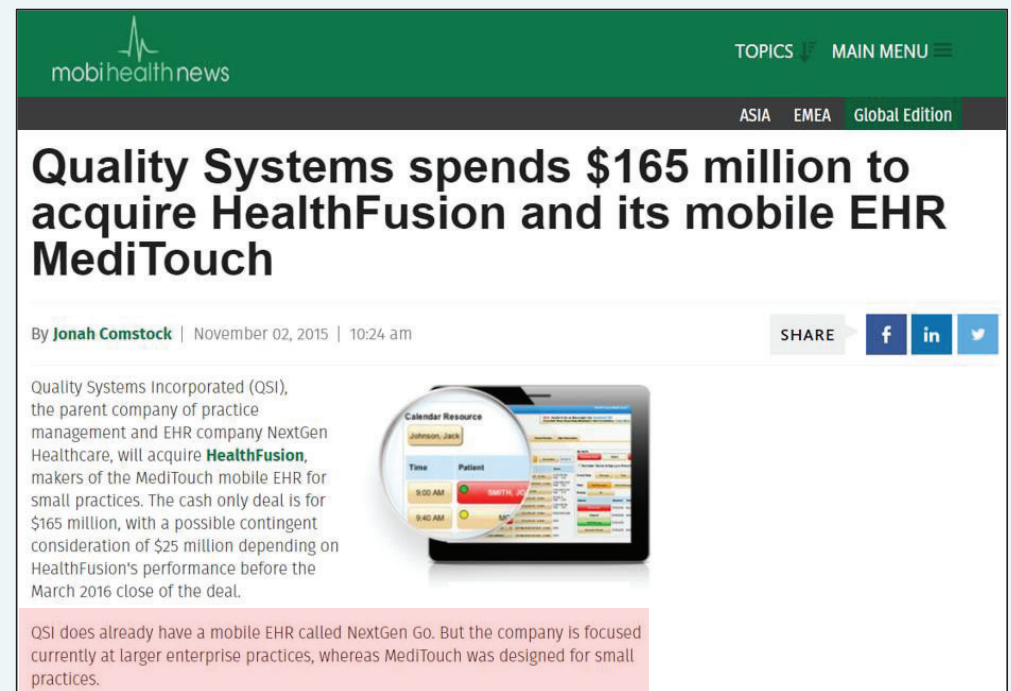 mobihealthnews
TOPICS
MAIN MENU
ASIA EMEA Global Edition
Quality Systems spends $165 million to
acquire HealthFusion and its mobile EHR
MediTouch
By Jonah Comstock | November 02, 2015 | 10:24 am
SHARE
f
in
Quality Systems Incorporated (QSI),
the parent company of practice
management and EHR company NextGen
Healthcare, will acquire HealthFusion,
makers of the MediTouch mobile EHR for
small practices. The cash only deal is for
$165 million, with a possible contingent
consideration of $25 million depending on
HealthFusion's performance before the
March 2016 close of the deal.
Calendar Resource
Johnson, Jack
Time Patient
9:00 AM SMITH, JO
9:40 AM
QSI does already have a mobile EHR called NextGen Go. But the company is focused
currently at larger enterprise practices, whereas MediTouch was designed for small
practices.